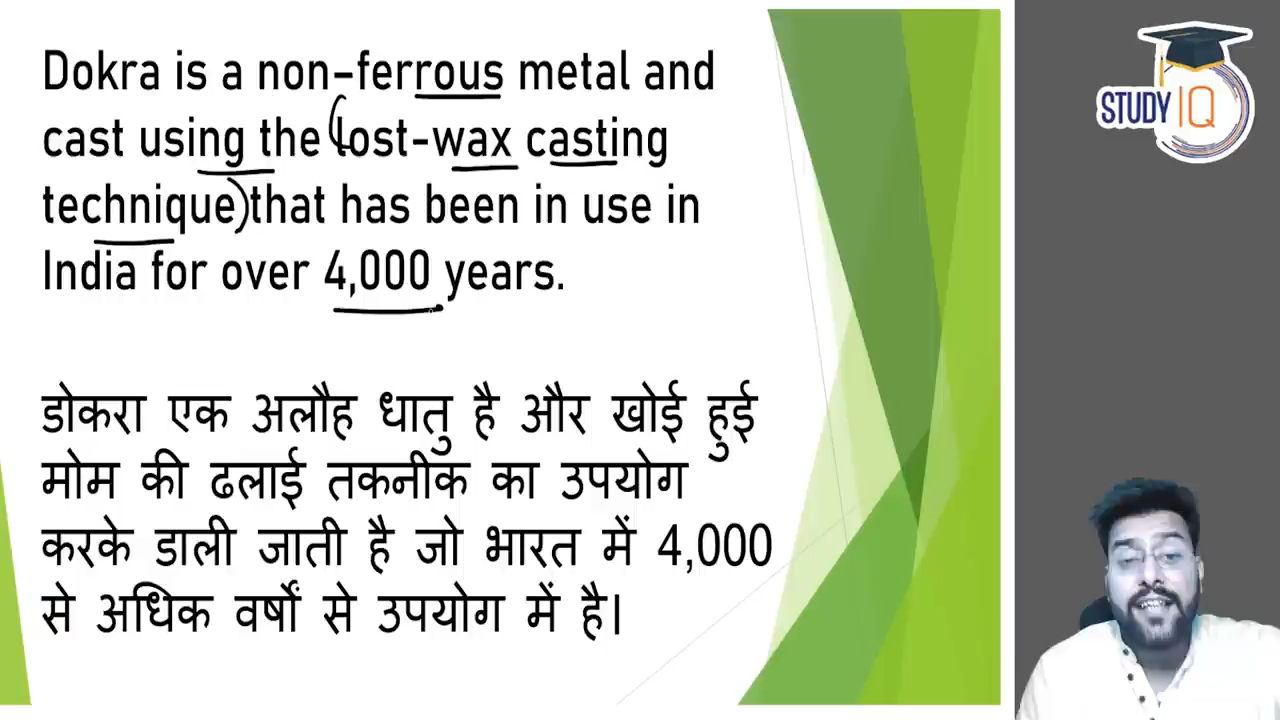 Dokra is a non-ferrous metal and
cast using the lost-wax casting
technique that has been in use in
India for over 4,000 years.
डोकरा एक अलौह धातु है और खोई हुई
मोम की ढलाई तकनीक का उपयोग
करके डाली जाती है जो भारत में 4,000
से अधिक वर्षों से उपयोग में है।
STUDY IQ